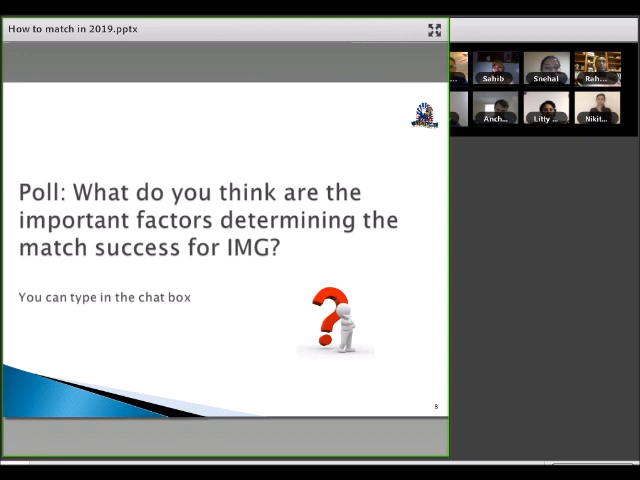 How to match in 2019.pptx
Sahib
Snehal
Rah...
Anch...
Litty ...
Nikit...
Poll: What do you think are the
important factors determining the
match success for IMG?
You can type in the chat box
8